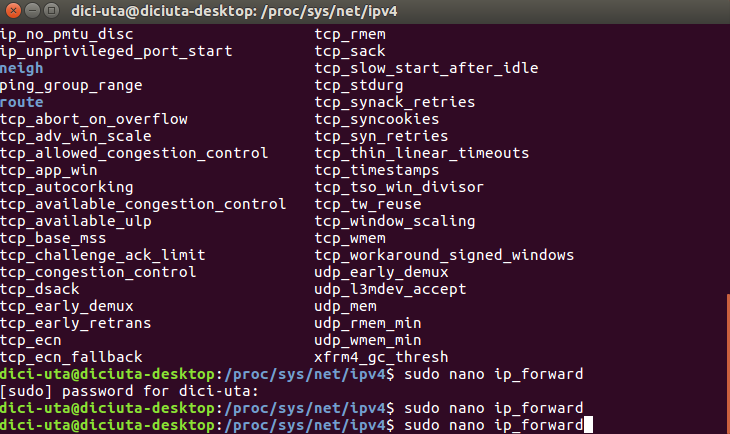 dici-uta@diciuta-desktop: /proc/sys/net/ipv4
ip_no_pmtu_disc tcp_rmem
ip_unprivileged_port_start tcp_sack
neigh tcp_slow_start_after_idle
ping_group_range tcp_stdurg
route tcp_synack_retries
tcp_abort_on_overflow tcp_syncookies
tcp_adv_win_scale tcp_syn_retries
tcp_allowed_congestion_control tcp_thin_linear_timeouts
tcp_app_win tcp_timestamps
tcp_autocorking tcp_tso_win_divisor
tcp_available_congestion_control tcp_tw_reuse
tcp_available_ulp tcp_window_scaling
tcp_base_mss tcp_wmem
tcp_challenge_ack_limit tcp_workaround_signed_windows
tcp_congestion_control udp_early_demux
tcp_dsack udp_l3mdev_accept
tcp_early_demux udp_mem
tcp_early_retrans udp_rmem_min
tcp_ecn udp_wmem_min
tcp_ecn_fallback xfrm4_gc_thresh
dici-uta@diciuta-desktop:/proc/sys/net/ipv4$ sudo nano ip_forward
[sudo] password for dici-uta:
dici-uta@diciuta-desktop:/proc/sys/net/ipv4$ sudo nano ip_forward
dici-uta@diciuta-desktop:/proc/sys/net/ipv4$ sudo nano ip_forward